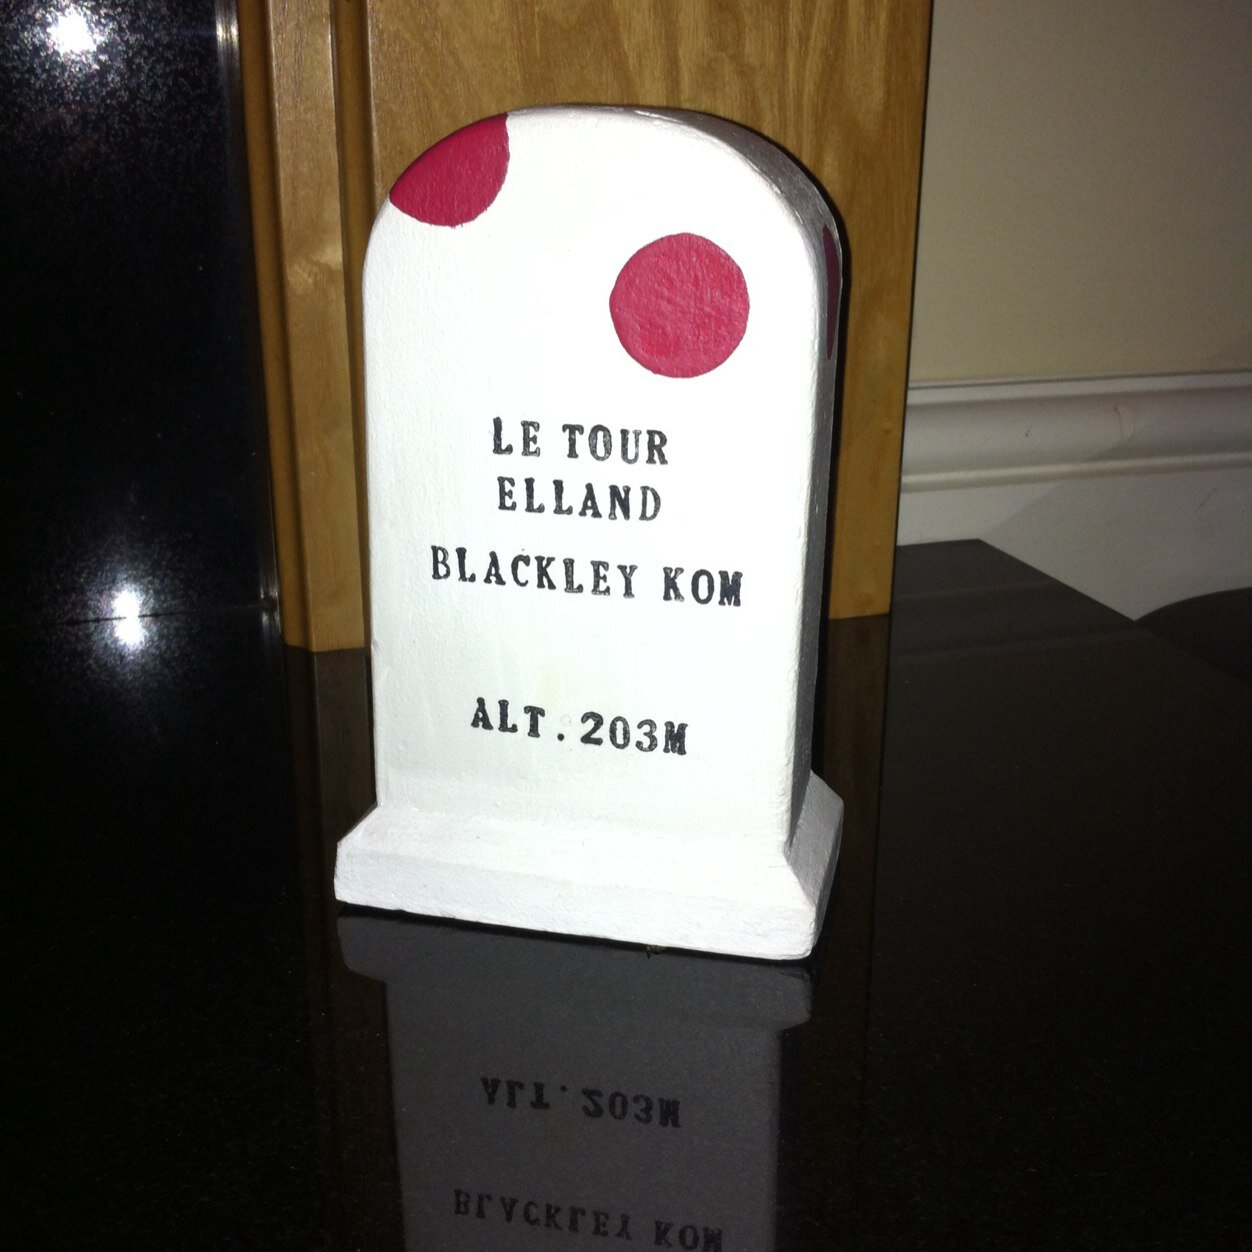 LE TOUR
ELLAND
BLACKLEY KOM
ALT.203M